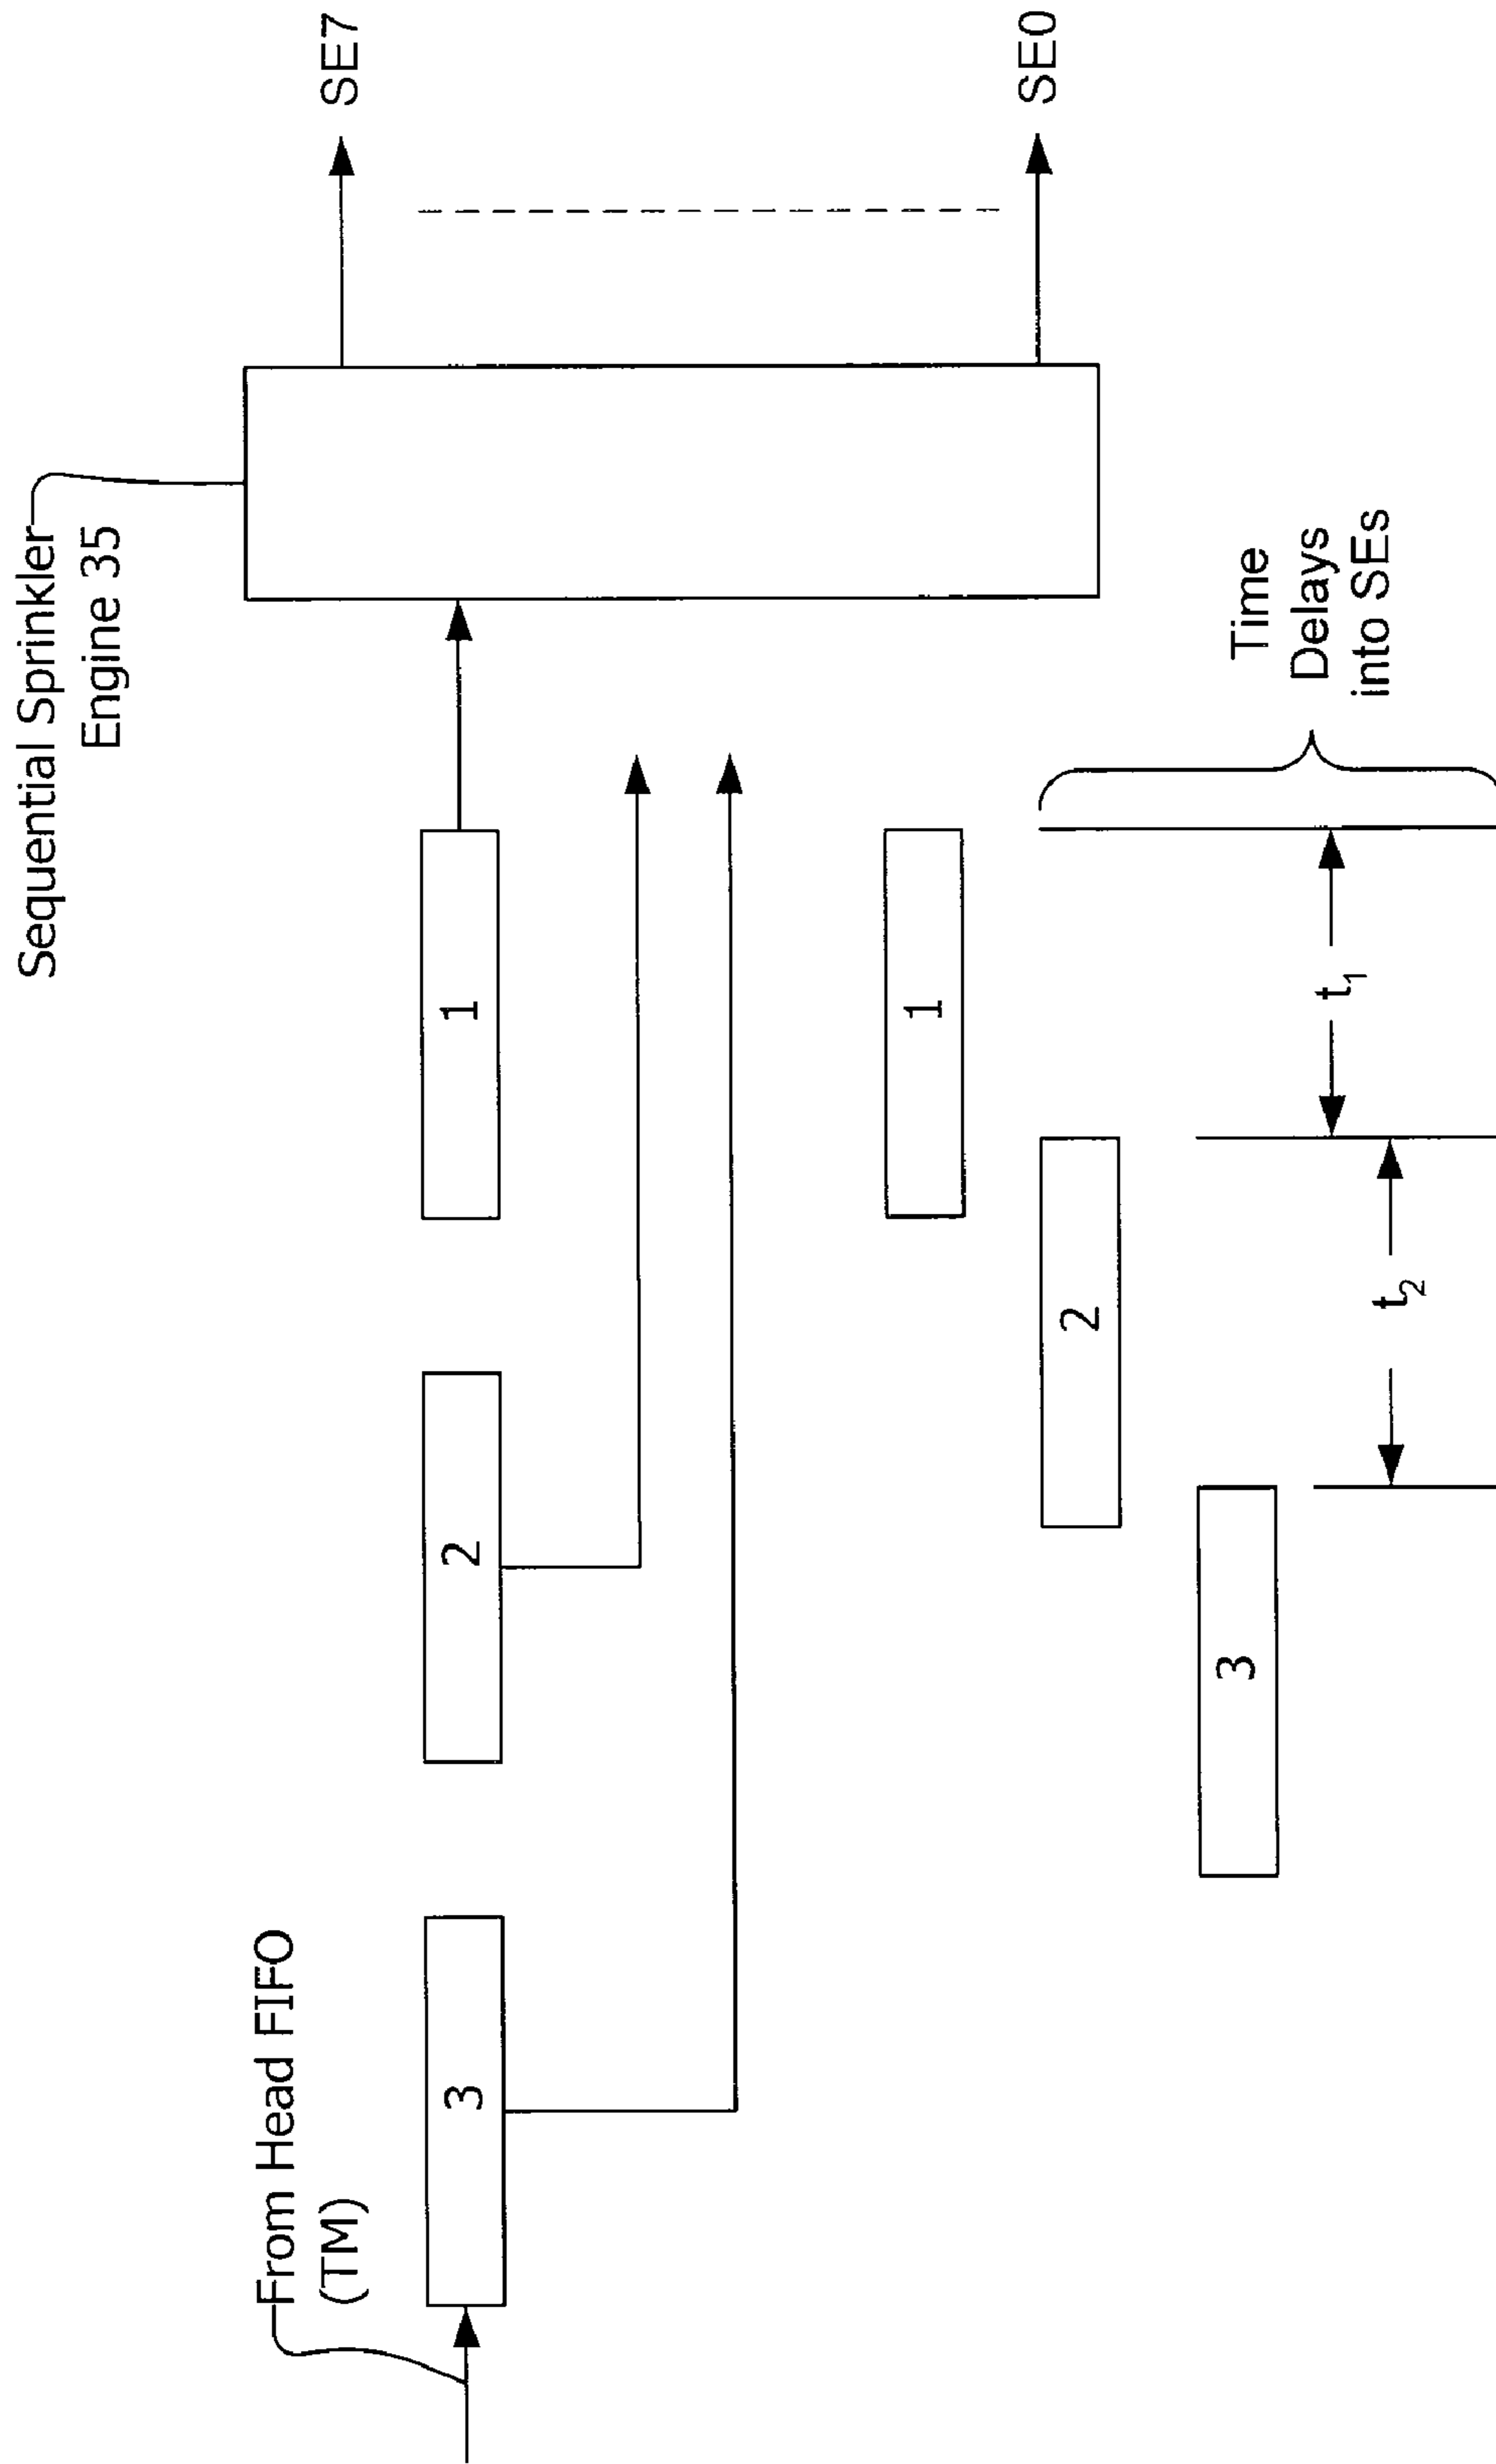 Sequential Sprinkler
Engine 35
From Head FIFO
(TM)
3
2
1
SE7
SE0
1
2
3
Time
Delays
into SEs
t1
t2